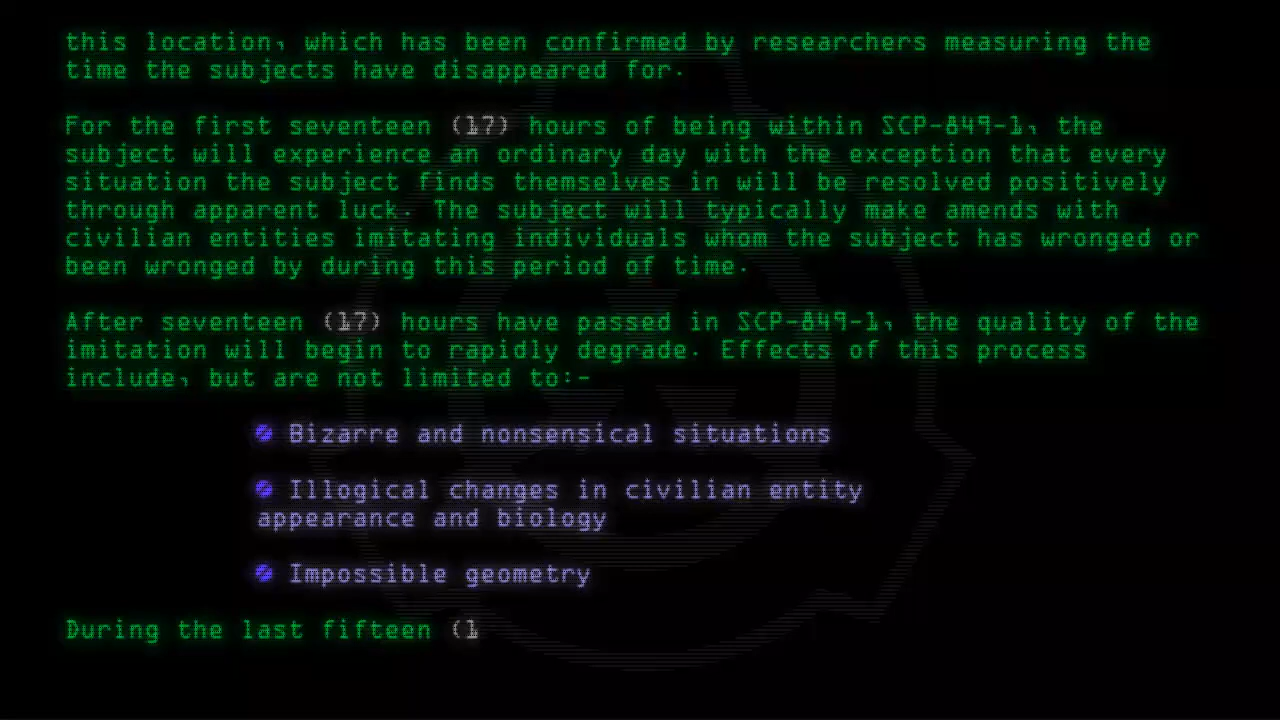 this location, which has been confirmed by researchers measuring the
time the subjects have disappeared for.
For the first seventeen (17) hours of being within SCP-849-1, the
subject will experience an ordinary day with the exception that every
situation the subject finds themselves in will be resolved positively
through apparent luck. The subject will typically make amends with
civilian entities imitating individuals whom the subject has wronged or
been wronged by during this period of time.
After seventeen (17) hours have passed in SCP-849-1, the quality of the
imitation will begin to rapidly degrade. Effects of this process
include, but are not limited to:-
• Bizarre and nonsensical situations
• Illogical changes in civilian entity
appearance and biology
• Impossible geometry
During the last fifteen (1